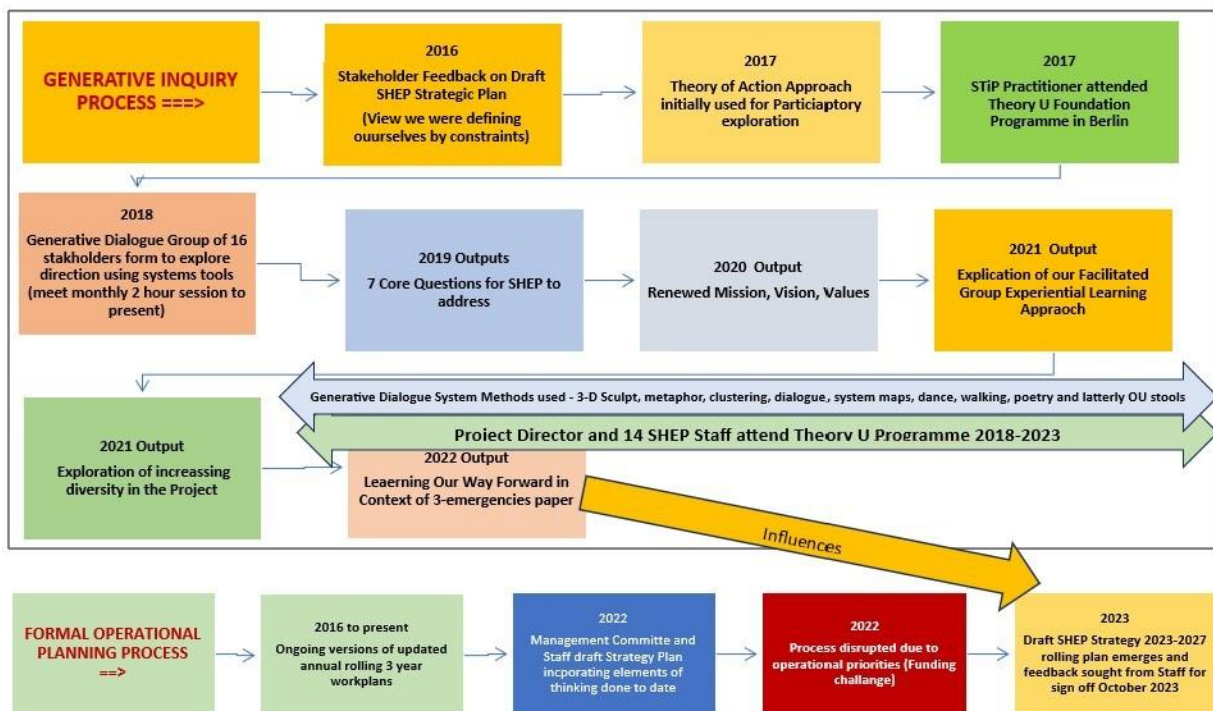 GENERATIVE INQUIRY
PROCESS ===>
2016
Stakeholder Feedback on Draft
SHEP Strategic Plan
(View we were defining
ouurselves by constraints)
2017
Theory of Action Approach
initially used for Particiaptory
exploration
2017
STiP Practitioner attended
Theory U Foundation
Programme in Berlin
2018
Generative Dialogue Group of 16
stakholders form to explore
direction using systems tools
(meet monthly 2 hour session to
present)
2019 Outputs
7 Core Questions for SHEP to
address
2020 Output
Renewed Mission, Vision, Values
2021 Output
Explication of our Facilitated
Group Experiential Learning
Appraoch
Generative Dialogue System Methods used - 3-D Sculpt, metaphor, clustering, dialogue, system maps, dance, walking, poetry and latterly OU stools
Project Director and 14 SHEP Staff attend Theory U Programme 2018-2023
2021 Output
Exploration of increassing
diversity in the Project
2022 Output
Leaerning Our Way Forward in
Context of 3-emergencies paper
Influences
FORMAL OPERATIONAL
PLANNING PROCESS
==>
2016 to present
Ongoing versions of updated
annual rolling 3 year
workplans
2022
Management Committe and
Staff draft Strategy Plan
incporating elements of
thinking done to date
2022
Process disrupted due to
operational priorities (Funding
challange]
2023
Draft SHEP Strategy 2023-2027
rolling plan emerges and
feedback sought from Staff for
sign off October 2023